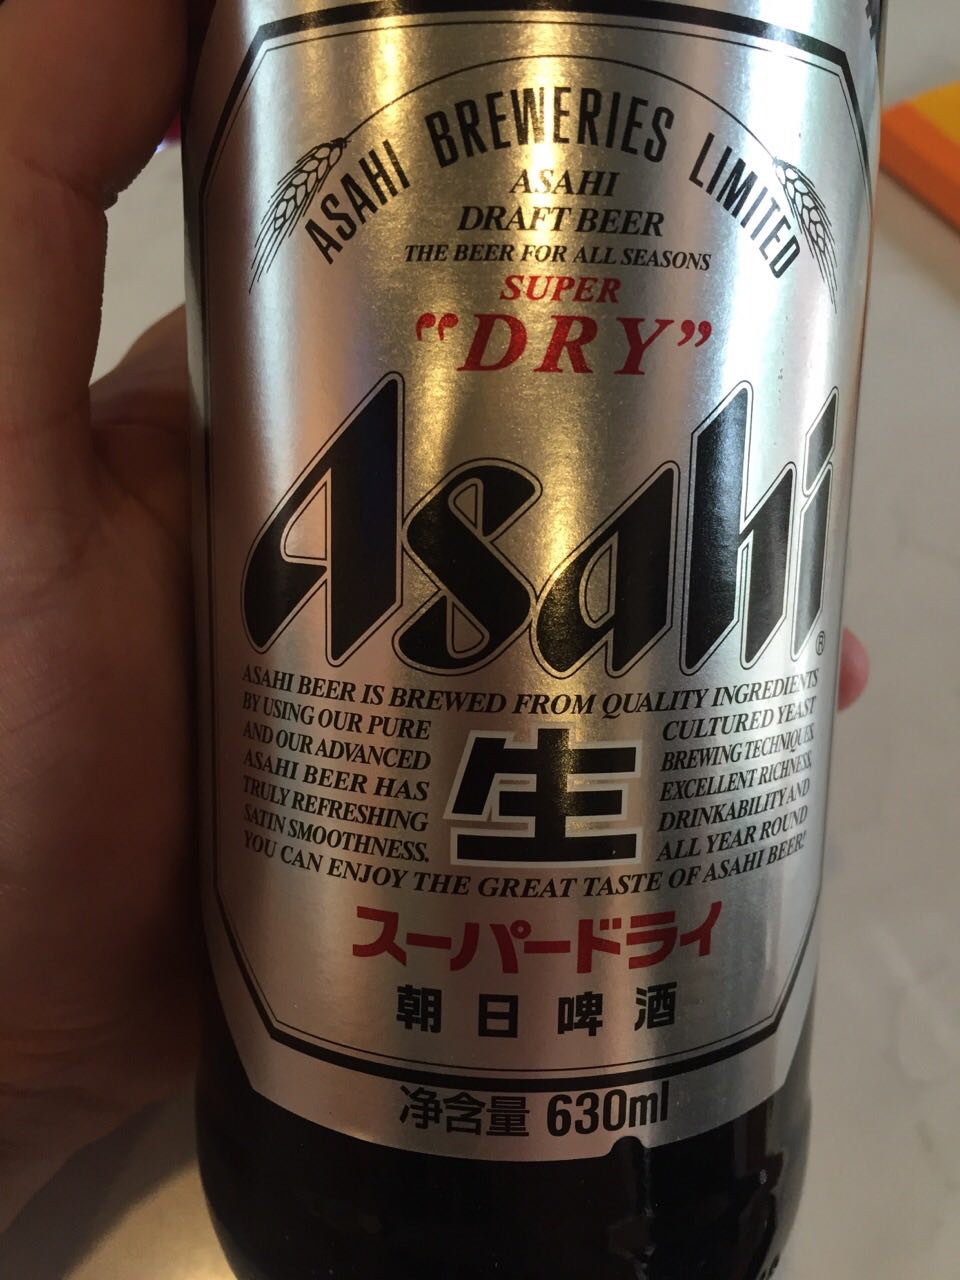 ASAHI BREWERIES LIMITED
ASAHI
DRAFT BEER
THE BEER FOR ALL SEASONS
SUPER
"DRY"
Asahi®
ASAHI BEER IS BREWED FROM QUALITY INGREDIENTS
BY USING OUR PURE CULTURED YEAST
AND OUR ADVANCED BREWING TECHNIQUES.
ASAHI BEER HAS EXCELLENT RICHNESS,
TRULY REFRESHING DRINKABILITY AND
SATIN SMOOTHNESS. ALL YEAR ROUND
生
YOU CAN ENJOY THE GREAT TASTE OF ASAHI BEER!
スーパードライ
朝日啤酒
净含量 630ml